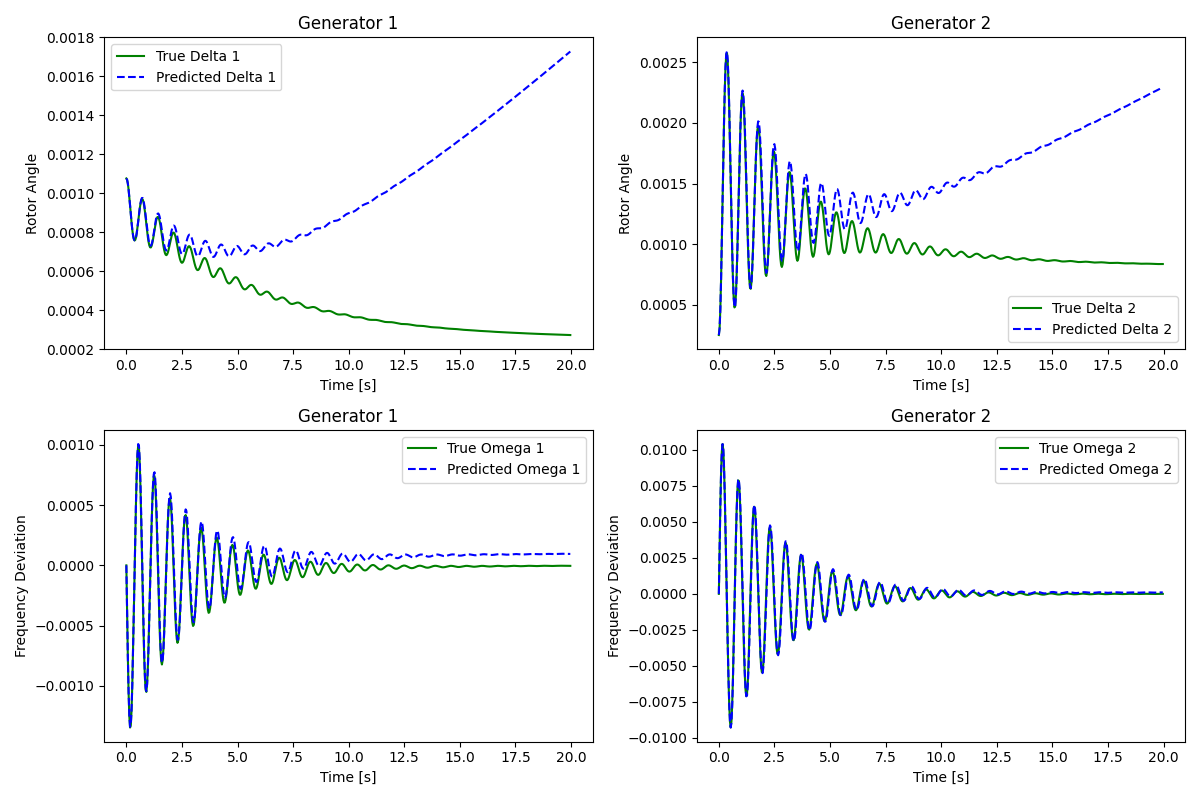 Generator 1
0.0018
0.0016
0.0014
0.0012
0.0010
0.0008
0.0006
0.0004
0.0002
Rotor Angle
True Delta 1
Predicted Delta 1
0.0 2.5 5.0 7.5 10.0 12.5 15.0 17.5 20.0
Time [s]
Generator 2
0.0025
0.0020
0.0015
0.0010
0.0005
Rotor Angle
True Delta 2
Predicted Delta 2
0.0 2.5 5.0 7.5 10.0 12.5 15.0 17.5 20.0
Time [s]
Generator 1
0.0010
0.0005
0.0000
−0.0005
−0.0010
Frequency Deviation
True Omega 1
Predicted Omega 1
0.0 2.5 5.0 7.5 10.0 12.5 15.0 17.5 20.0
Time [s]
Generator 2
0.0100
0.0075
0.0050
0.0025
0.0000
−0.0025
−0.0050
−0.0075
−0.0100
Frequency Deviation
True Omega 2
Predicted Omega 2
0.0 2.5 5.0 7.5 10.0 12.5 15.0 17.5 20.0
Time [s]